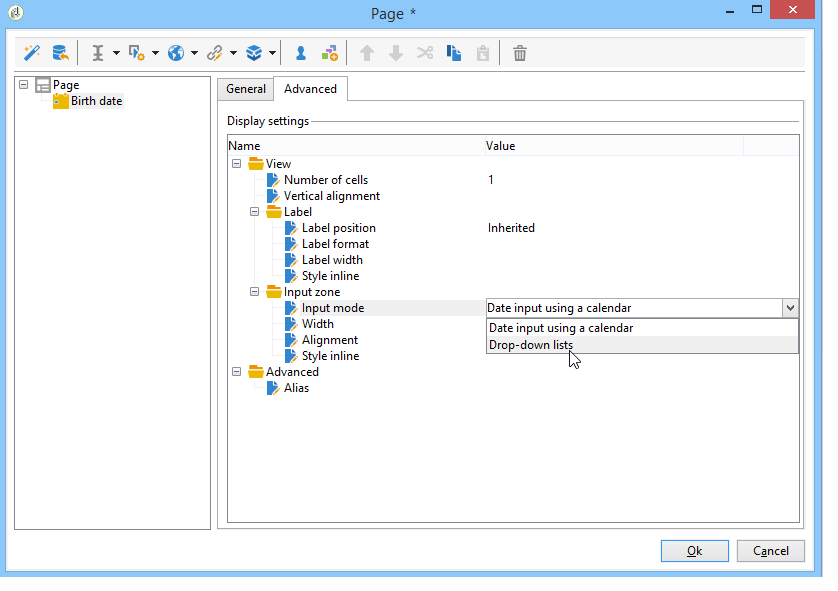 Page *
Page
Birth date
General Advanced
Display settings
Name Value
View
Number of cells 1
Vertical alignment
Label
Label position Inherited
Label format
Label width
Style inline
Input zone
Input mode Date input using a calendar
Width Date input using a calendar
Alignment Drop-down lists
Style inline
Advanced
Alias
Ok Cancel